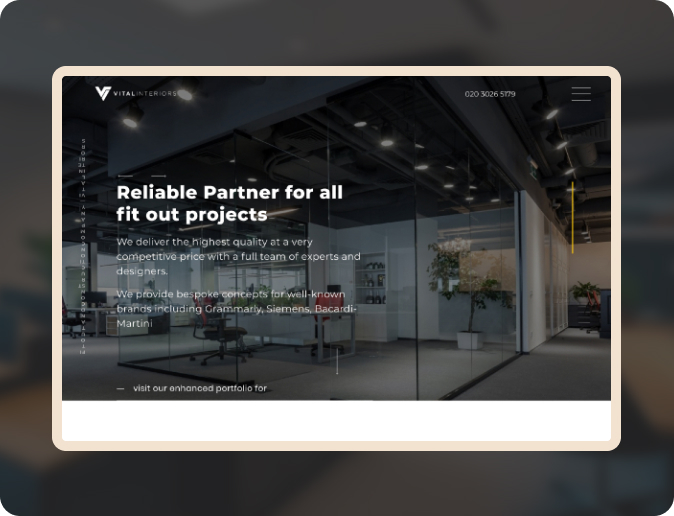 VITALINTERIORS
020 3026 5179
Reliable Partner for all
fit out projects
We deliver the highest quality at a very
competitive price with a full team of experts and
designers.
We provide bespoke concepts for well-known
brands including Grammarly, Siemens, Bacardi-
Martini
visit our enhanced portfolio for